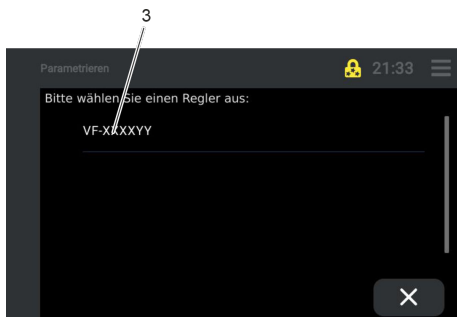 3
Parametrieren
21:33
Bitte wählen Sie einen Regler aus:
VF-XXXXYY